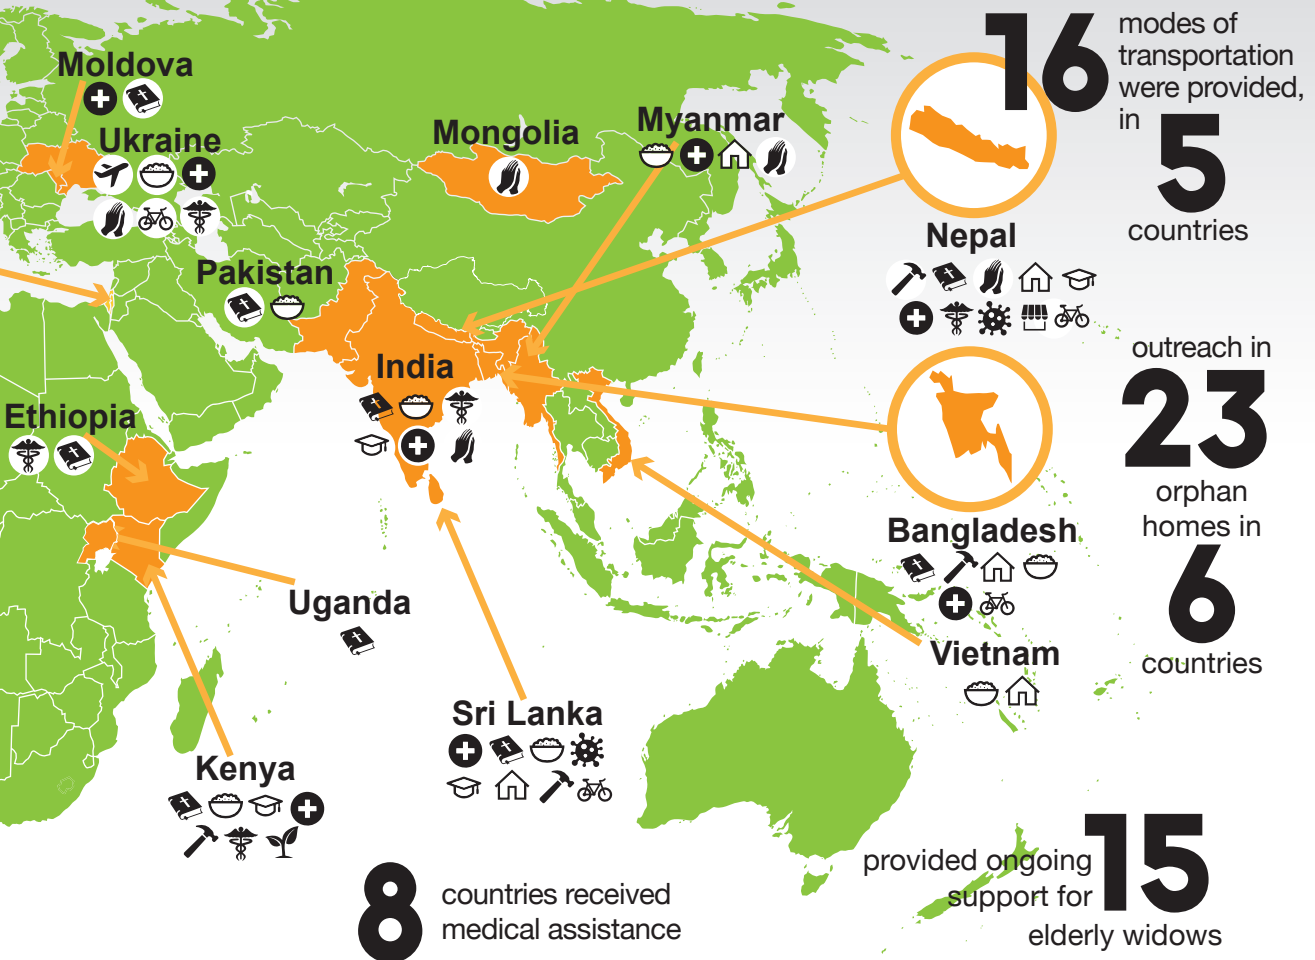 16
modes of
transportation
were provided,
in
5
countries
Moldova
Ukraine
Mongolia
Myanmar
Nepal
Pakistan
India
outreach in
23
orphan
homes in
6
countries
Ethiopia
Bangladesh
Uganda
Vietnam
Sri Lanka
Kenya
8
countries received
medical assistance
provided ongoing
support for
15
elderly widows